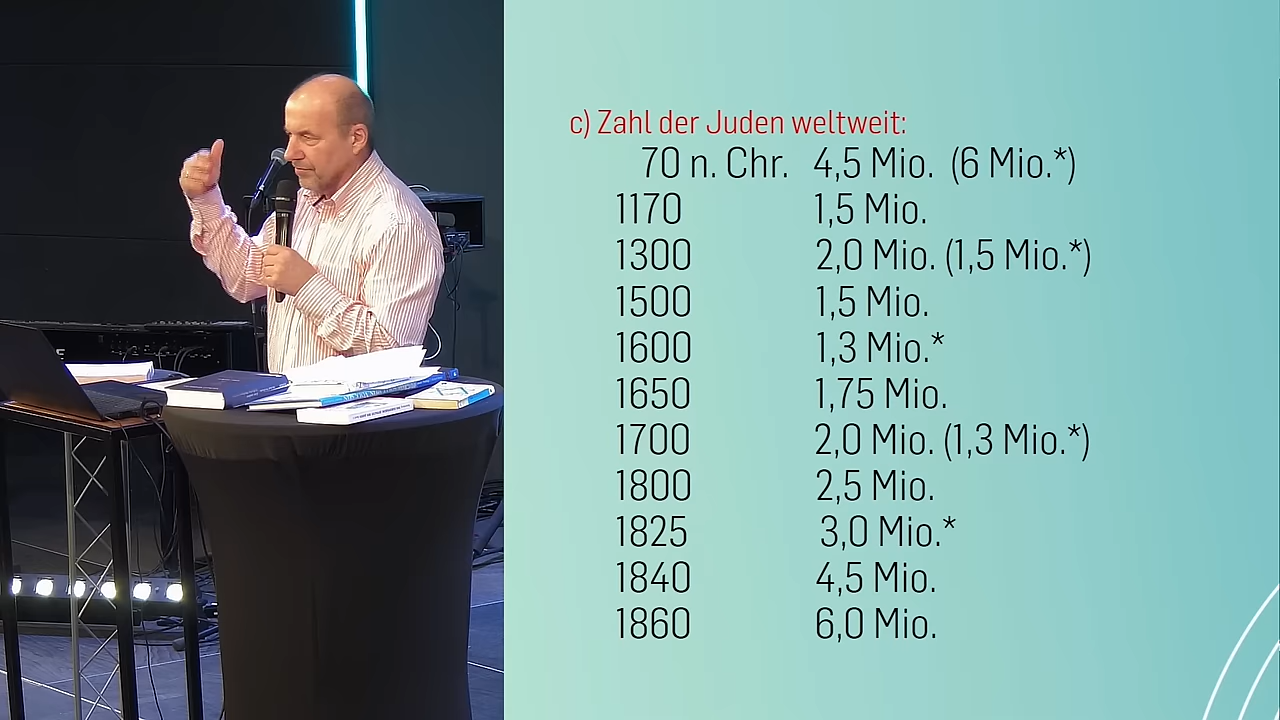 c) Zahl der Juden weltweit:
70 n. Chr. 4,5 Mio. (6 Mio.*)
1170 1,5 Mio.
1300 2,0 Mio. (1,5 Mio.*)
1500 1,5 Mio.
1600 1,3 Mio.*
1650 1,75 Mio.
1700 2,0 Mio. (1,3 Mio.*)
1800 2,5 Mio.
1825 3,0 Mio.*
1840 4,5 Mio.
1860 6,0 Mio.